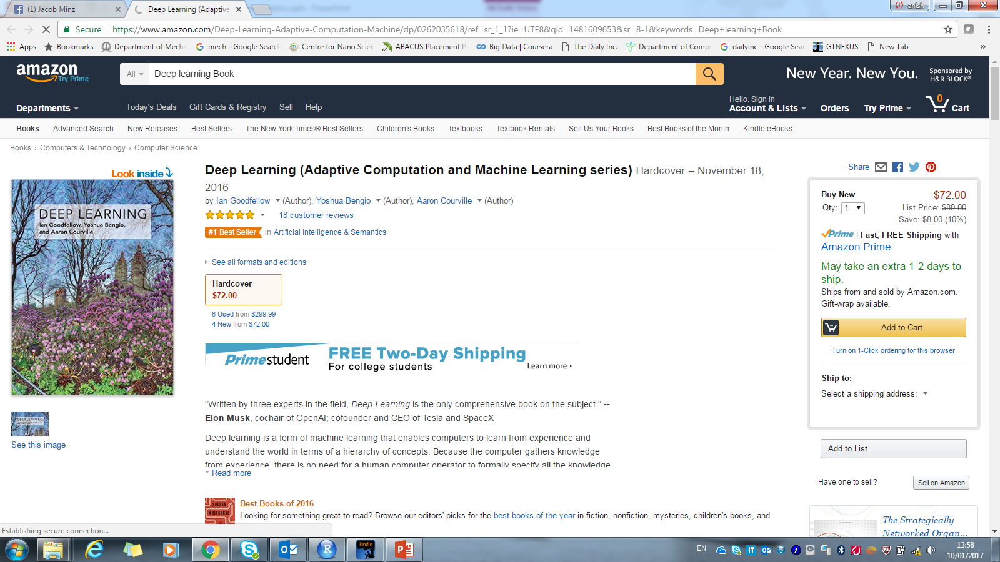 (1) Jacob Minz
Deep Learning (Adaptive
anish
Secure
https://www.amazon.com/Deep-Learning-Adaptive-Computation-Machine/dp/0262035618/ref=sr_1_1?ie=UTF8&qid=1481609653&sr=8-1&keywords=Deep+learning+Book
Apps Bookmarks Department of Mecha mech - Google Search Centre for Nano Scien ABACUS Placement P Big Data | Coursera The Daily Inc. Department of Compu dailyinc - Google Sea GTNEXUS New Tab »
amazon
Try Prime
All
Deep learning Book
New Year. New You.
Sponsored by
H&R BLOCK®
Departments
Today's Deals Gift Cards & Registry Sell Help
Hello. Sign in
Account & Lists
Orders
Try Prime
0
Cart
Books Advanced Search New Releases Best Sellers The New York Times® Best Sellers Children's Books Textbooks Textbook Rentals Sell Us Your Books Best Books of the Month Kindle eBooks
Books › Computers & Technology › Computer Science
Look inside
DEEP LEARNING
Ian Goodfellow, Yoshua Bengio,
and Aaron Courville
See this image
Deep Learning (Adaptive Computation and Machine Learning series) Hardcover – November 18,
2016
by Ian Goodfellow (Author), Yoshua Bengio (Author), Aaron Courville (Author)
18 customer reviews
#1 Best Seller in Artificial Intelligence & Semantics
See all formats and editions
Hardcover
$72.00
6 Used from $299.99
4 New from $72.00
Prime student
FREE Two-Day Shipping
For college students
Learn more
"Written by three experts in the field, Deep Learning is the only comprehensive book on the subject." --
Elon Musk, cochair of OpenAI; cofounder and CEO of Tesla and SpaceX
Deep learning is a form of machine learning that enables computers to learn from experience and
understand the world in terms of a hierarchy of concepts. Because the computer gathers knowledge
from experience, there is no need for a human computer operator to formally specify all the knowledge
Read more
COLSON
WHITEHEAD
Best Books of 2016
Looking for something great to read? Browse our editors' picks for the best books of the year in fiction, nonfiction, mysteries, children's books, and
Share
Buy New
$72.00
Qty: 1
List Price: $80.00
Save: $8.00 (10%)
Prime | Fast, FREE Shipping with
Amazon Prime
May take an extra 1-2 days to
ship.
Ships from and sold by Amazon.com.
Gift-wrap available.
Add to Cart
Turn on 1-Click ordering for this browser
Ship to:
Select a shipping address:
Add to List
Have one to sell?
Sell on Amazon
The Strategically
Networked Organ...
Establishing secure connection...
kindle
EN
13:58
10/01/2017